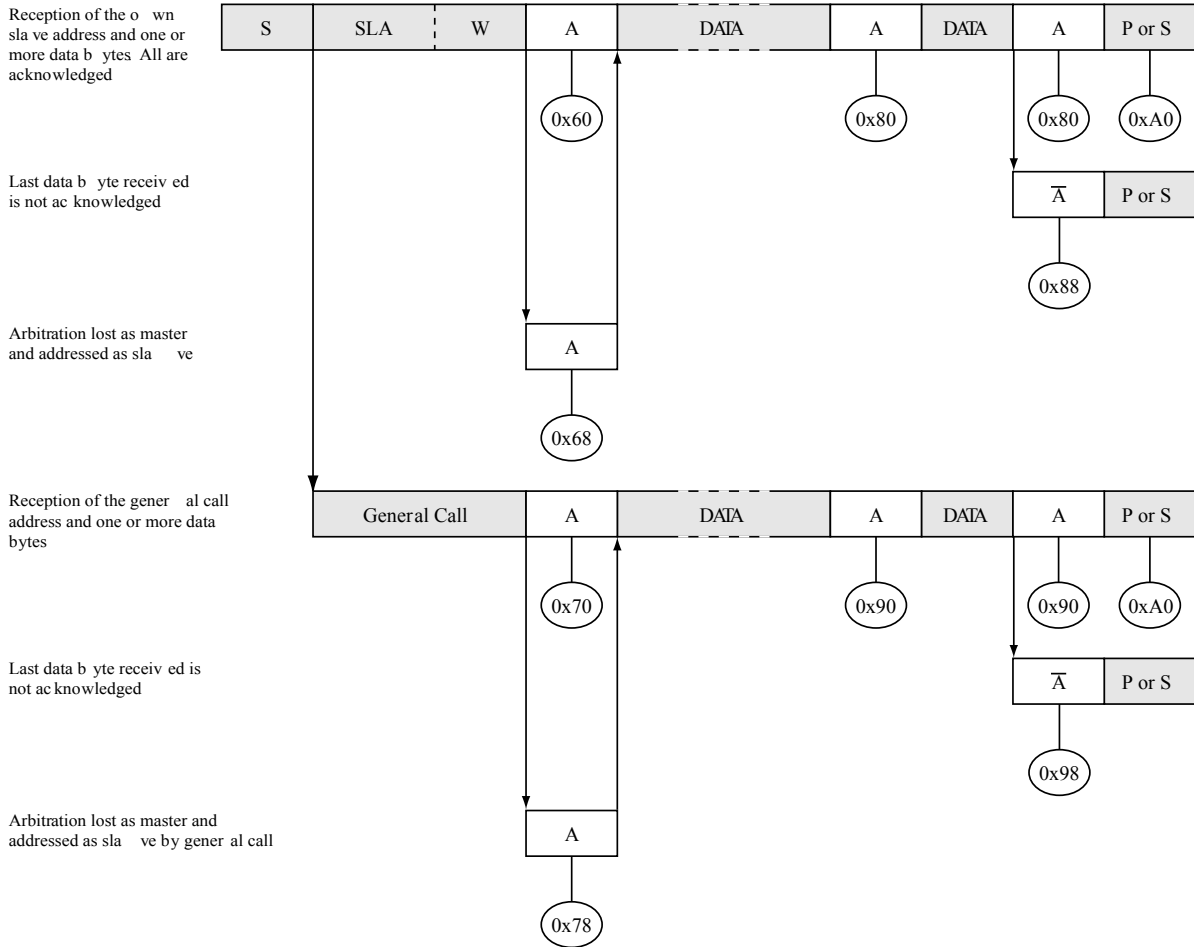 Reception of the o wn
sla ve address and one or
more data b ytes. All are
acknowledged
S SLA W A DATA A DATA A P or S
0x60 0x80 0x80 0xA0
Last data b yte receiv ed
is not ac knowledged
A̅ P or S
0x88
Arbitration lost as master
and addressed as sla ve
A
0x68
Reception of the gener al call
address and one or more data
bytes
General Call A DATA A DATA A P or S
0x70 0x90 0x90 0xA0
Last data b yte receiv ed is
not ac knowledged
A̅ P or S
0x98
Arbitration lost as master and
addressed as sla ve by gener al call
A
0x78